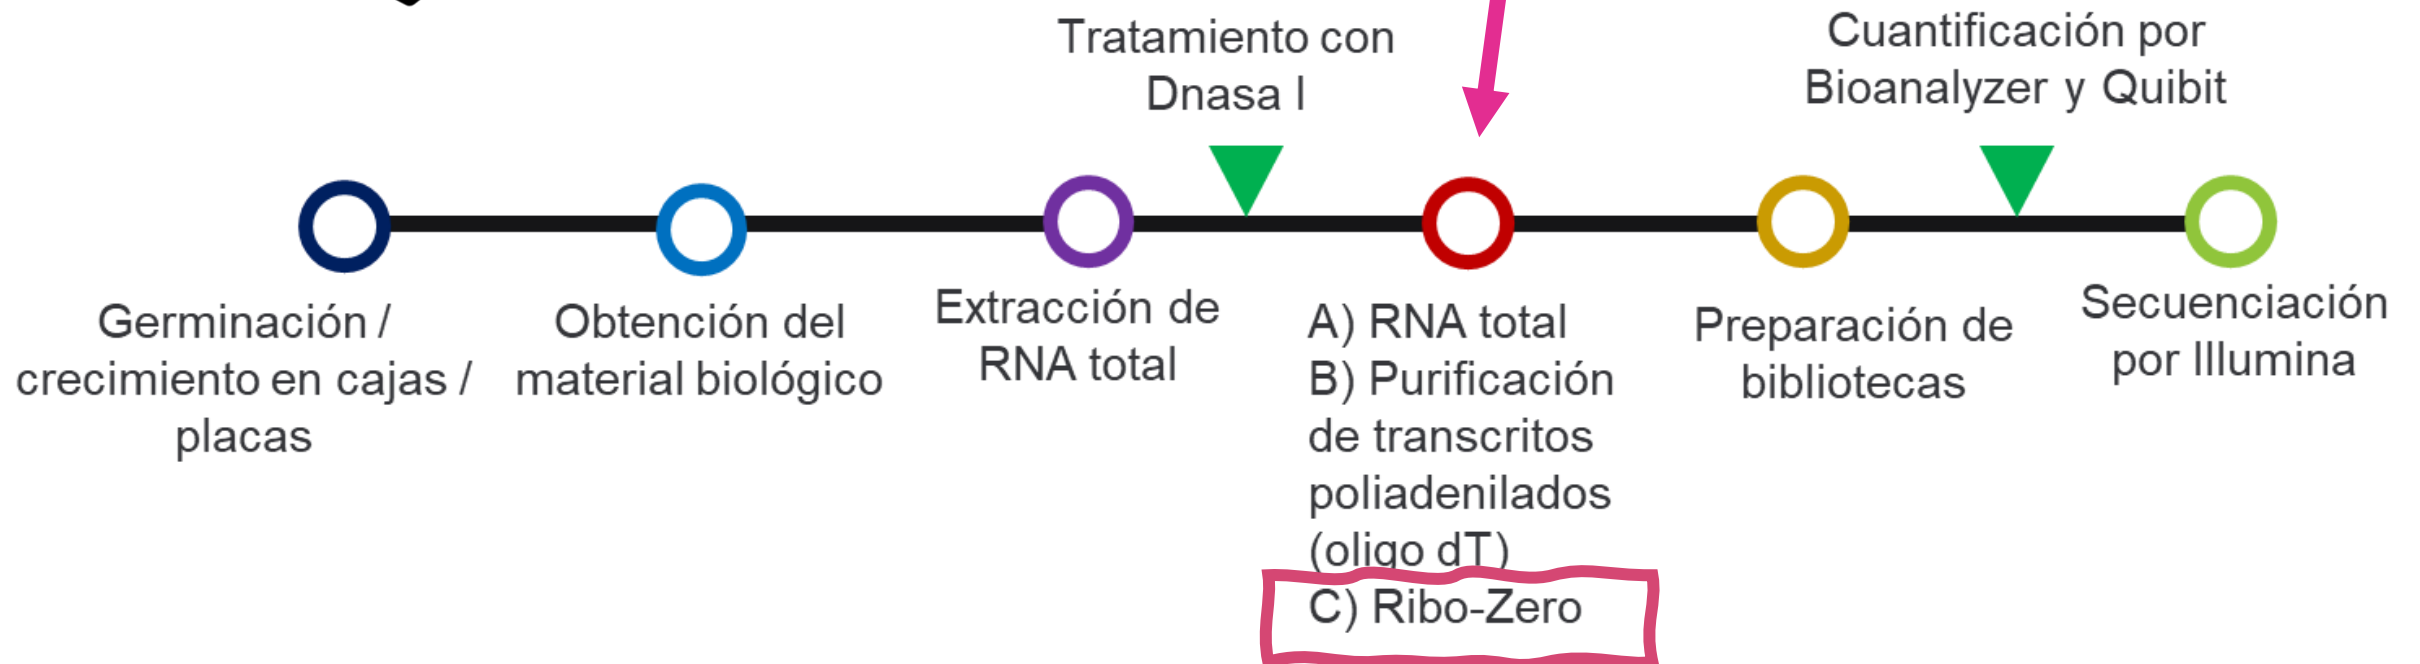 Tratamiento con
Dnasa I
Cuantificación por
Bioanalyzer y Quibit
Germinación /
crecimiento en cajas /
placas
Obtención del
material biológico
Extracción de
RNA total
A) RNA total
B) Purificación
de transcritos
poliadenilados
(oligo dT)
C) Ribo-Zero
Preparación de
bibliotecas
Secuenciación
por Illumina